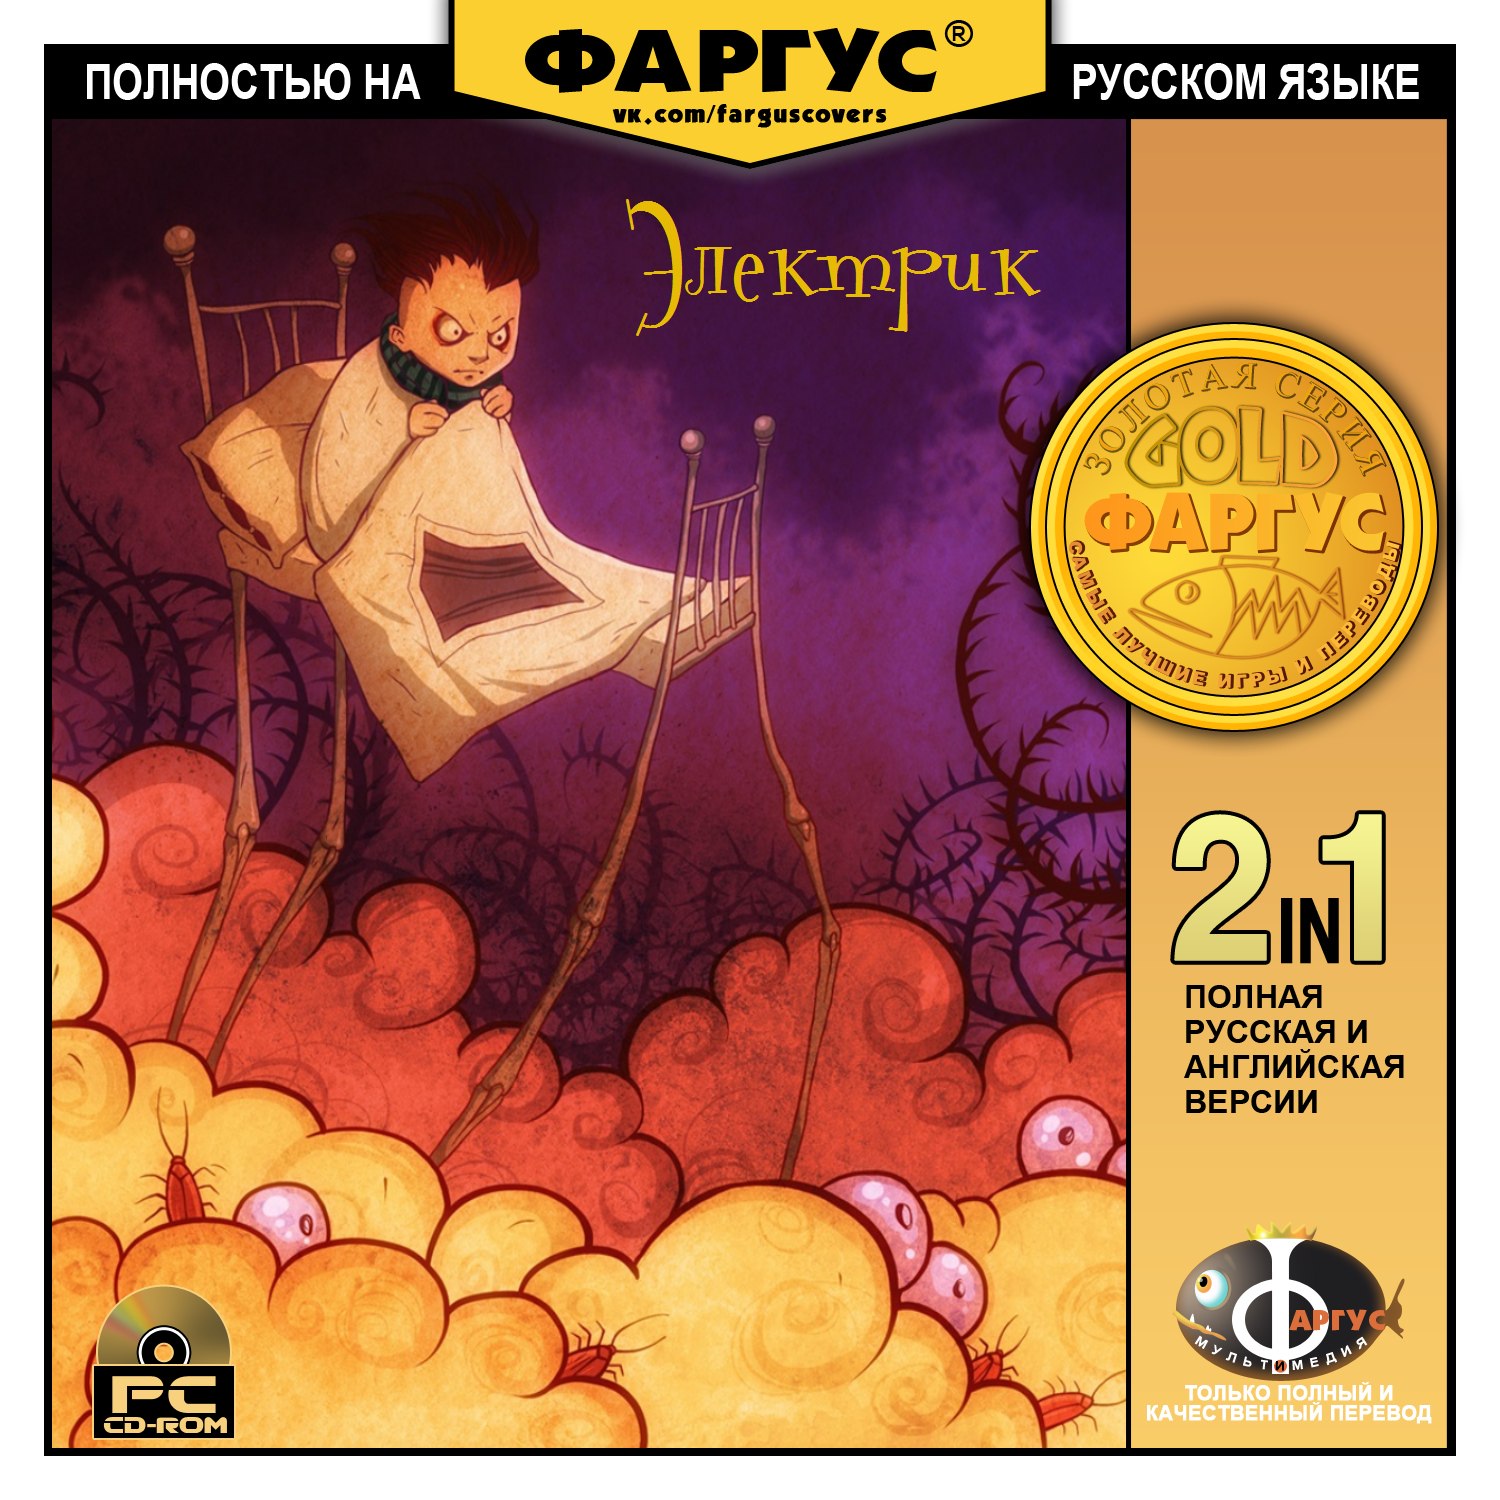 ПОЛНОСТЬЮ НА
ФАРГУС®
РУССКОМ ЯЗЫКЕ
vk.com/farguscovers
Электрик
ЗОЛОТАЯ СЕРИЯ
GOLD
ФАРГУС
САМЫЕ ЛУЧШИЕ ИГРЫ И ПЕРЕВОДЫ!
2IN1
ПОЛНАЯ
РУССКАЯ И
АНГЛИЙСКАЯ
ВЕРСИИ
ФАРГУС
МУЛЬТИМЕДИЯ
ТОЛЬКО ПОЛНЫЙ И
КАЧЕСТВЕННЫЙ ПЕРЕВОД
PC
CD-ROM